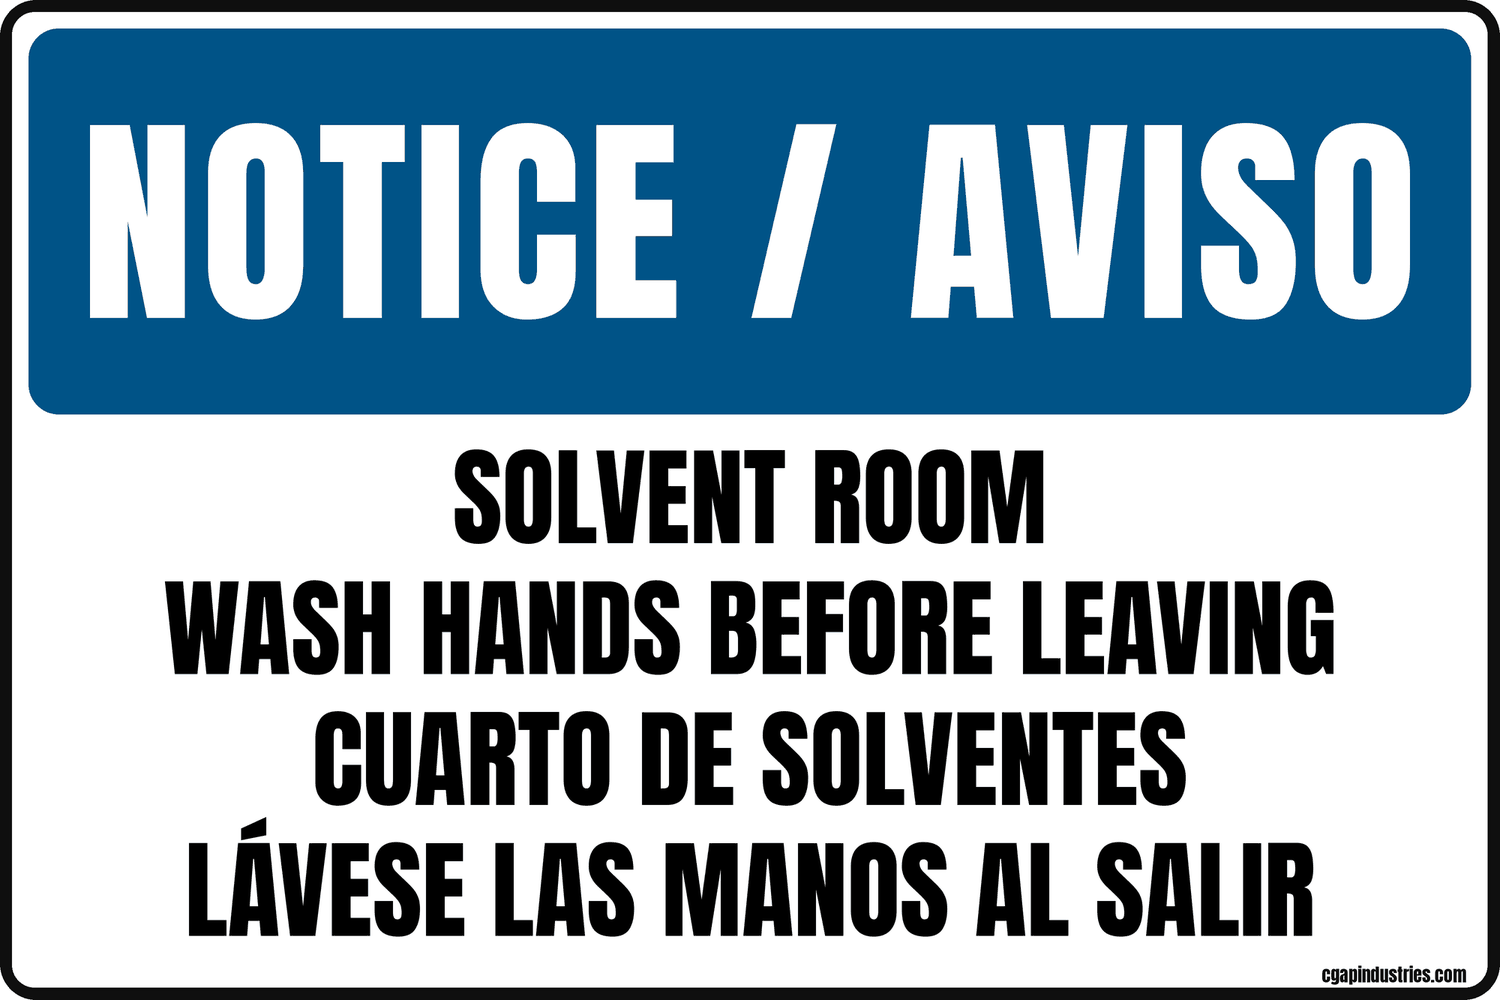 NOTICE / AVISO
SOLVENT ROOM
WASH HANDS BEFORE LEAVING
CUARTO DE SOLVENTES
LÁVESE LAS MANOS AL SALIR
cgapindustries.com